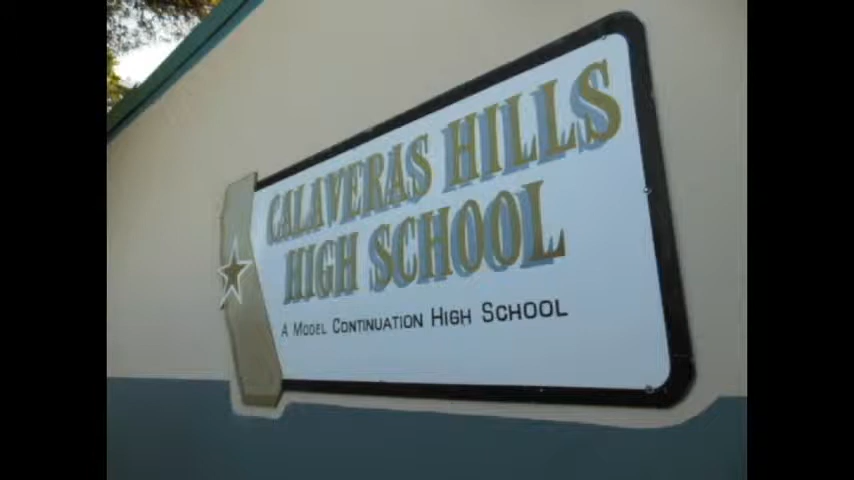 CALAVERAS HILLS
HIGH SCHOOL
A MODEL CONTINUATION HIGH SCHOOL